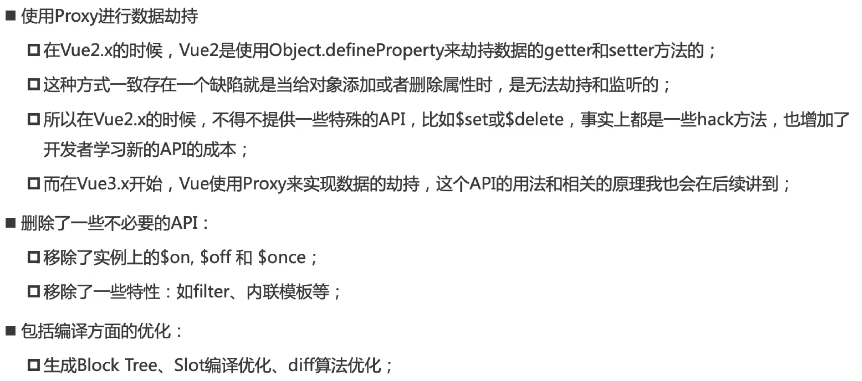 ■ 使用Proxy进行数据劫持
在Vue2.x的时候，Vue2是使用Object.defineProperty来劫持数据的getter和setter方法的；
这种方式一致存在一个缺陷就是当给对象添加或者删除属性时，是无法劫持和监听的；
所以在Vue2.x的时候，不得不提供一些特殊的API，比如$set或$delete，事实上都是一些hack方法，也增加了
开发者学习新的API的成本；
而在Vue3.x开始，Vue使用Proxy来实现数据的劫持，这个API的用法和相关的原理我也会在后续讲到；
■ 删除了一些不必要的API：
移除了实例上的$on, $off 和 $once；
移除了一些特性：如filter、内联模板等；
■ 包括编译方面的优化：
生成Block Tree、Slot编译优化、diff算法优化；